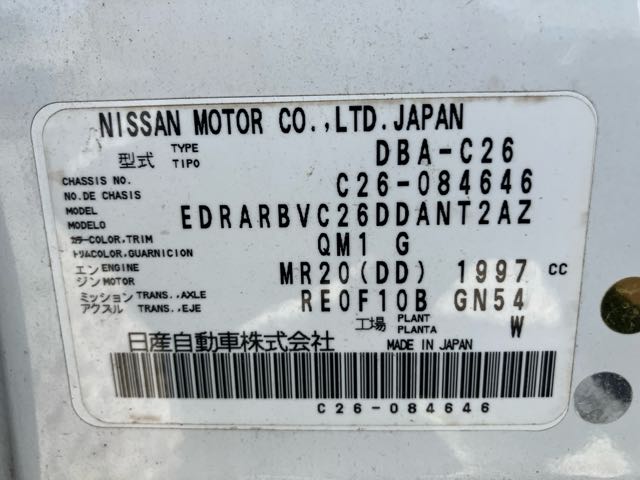 NISSAN MOTOR CO.,LTD.JAPAN
型式 TYPE TIPO DBA-C26
CHASSIS NO. NO.DE CHASIS C26-084646
MODEL MODELO EDRARBVC26DDANT2AZ
カラー COLOR,TRIM トリム COLOR,GUARNICION QM1 G
エンジン ENGINE MOTOR MR20(DD) 1997 cc
ミッション アクスル TRANS.,AXLE TRANS.,EJE RE0F10B GN54
工場 PLANT PLANTA W
日産自動車株式会社 MADE IN JAPAN
C26-084646